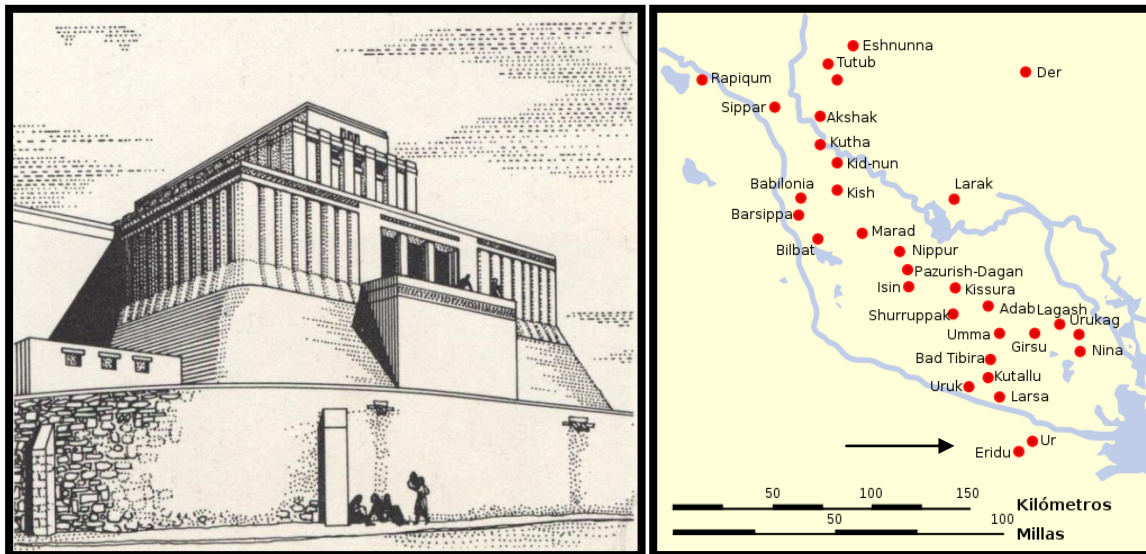 Eshnunna
Tutub
Der
Rapiqum
Sippar
Akshak
Kutha
Kid-nun
Babilonia
Kish
Larak
Barsippa
Marad
Bilbat
Nippur
Pazurish-Dagan
Isin
Kissura
Adab
Lagash
Shurruppak
Urukag
Umma
Girsu
Nina
Bad Tibira
Kutallu
Uruk
Larsa
Ur
Eridu
50 100 150 Kilómetros
50 100 Millas